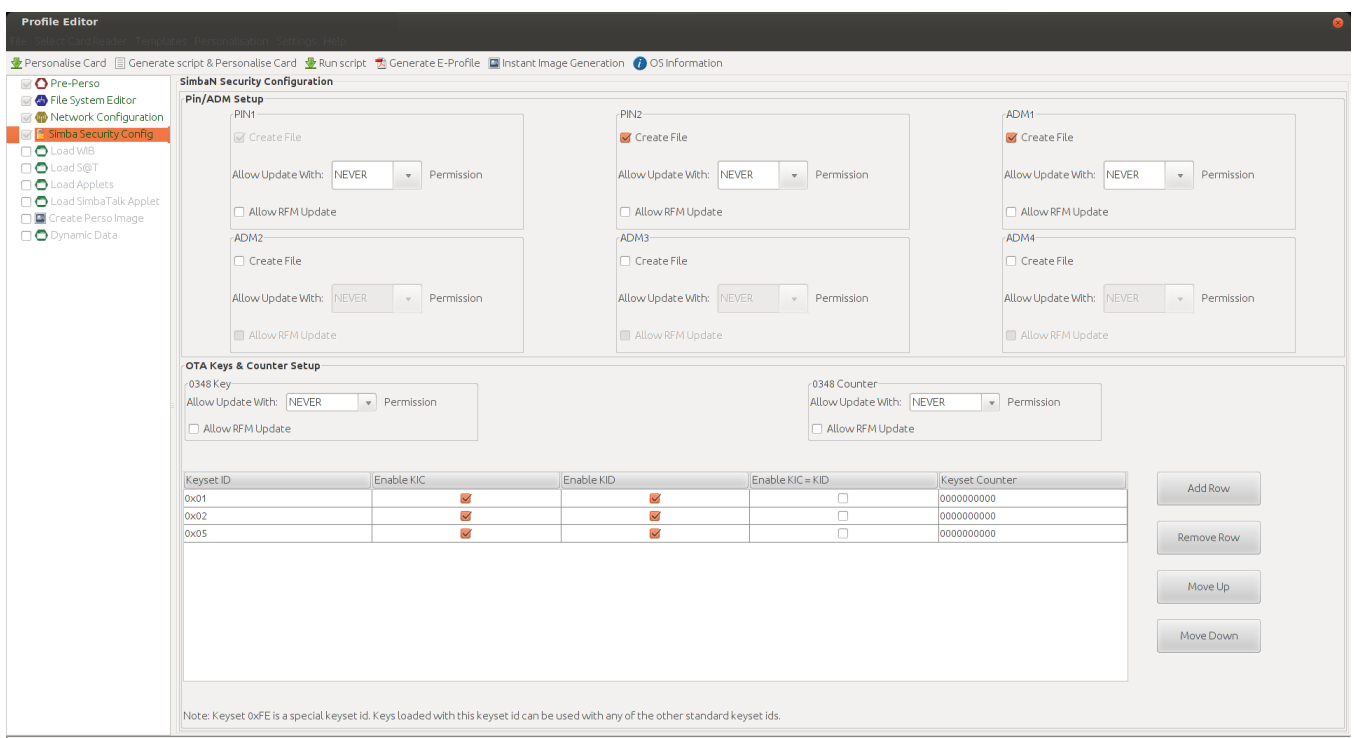 Profile Editor
File Select Card Reader Templates Personalisation Settings Help
Personalise Card Generate script & Personalise Card Run script Generate E-Profile Instant Image Generation OS Information
Pre-Perso
File System Editor
Network Configuration
Simba Security Config
Load WIB
Load S@T
Load Applets
Load SimbaTalk Applet
Create Perso Image
Dynamic Data
SimbaN Security Configuration
Pin/ADM Setup
PIN1 PIN2 ADM1
Create File Create File Create File
Allow Update With: NEVER Permission Allow Update With: NEVER Permission Allow Update With: NEVER Permission
Allow RFM Update Allow RFM Update Allow RFM Update
ADM2 ADM3 ADM4
Create File Create File Create File
Allow Update With: NEVER Permission Allow Update With: NEVER Permission Allow Update With: NEVER Permission
Allow RFM Update Allow RFM Update Allow RFM Update
OTA Keys & Counter Setup
0348 Key 0348 Counter
Allow Update With: NEVER Permission Allow Update With: NEVER Permission
Allow RFM Update Allow RFM Update
Keyset ID Enable KIC Enable KID Enable KIC = KID Keyset Counter
0x01 0000000000
0x02 0000000000
0x05 0000000000
Add Row
Remove Row
Move Up
Move Down
Note: Keyset 0xFE is a special keyset id. Keys loaded with this keyset id can be used with any of the other standard keyset ids.